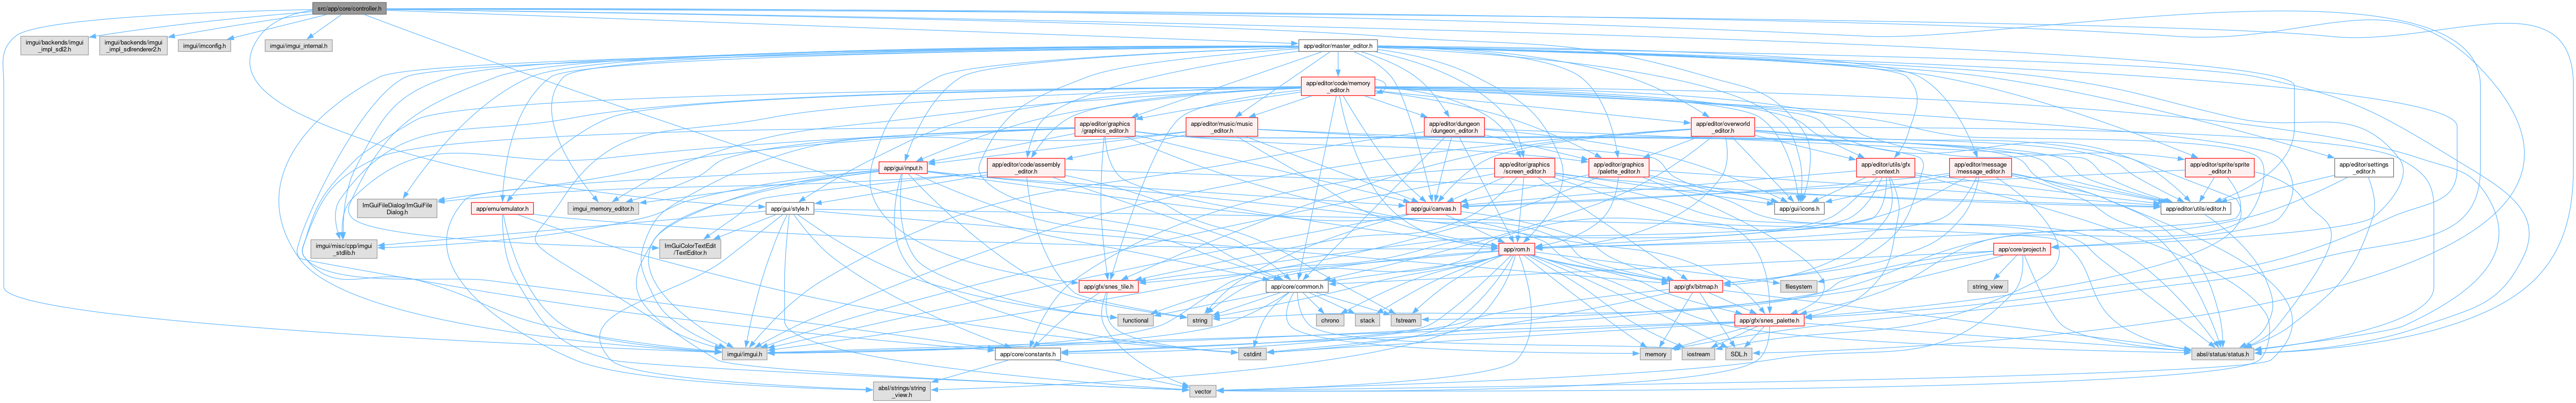 src/app/core/controller.h
imgui/backends/imgui
_impl_sdl2.h
imgui/backends/imgui
_impl_sdlrenderer2.h
imgui/imconfig.h
imgui/imgui_internal.h
app/editor/master_editor.h
app/editor/code/memory
_editor.h
app/editor/graphics
/graphics_editor.h
app/editor/music/music
_editor.h
app/editor/dungeon
/dungeon_editor.h
app/editor/overworld
_editor.h
app/gui/input.h
app/editor/code/assembly
_editor.h
app/editor/graphics
/screen_editor.h
app/editor/graphics
/palette_editor.h
app/editor/utils/gfx
_context.h
app/editor/message
/message_editor.h
app/editor/sprite/sprite
_editor.h
app/editor/settings
_editor.h
ImGuiFileDialog/ImGuiFile
Dialog.h
app/emu/emulator.h
imgui_memory_editor.h
app/gui/style.h
app/gui/canvas.h
app/gui/icons.h
app/editor/utils/editor.h
imgui/misc/cpp/imgui
_stdlib.h
ImGuiColorTextEdit
/TextEditor.h
app/rom.h
app/core/project.h
app/gfx/snes_tile.h
app/core/common.h
app/gfx/bitmap.h
filesystem
string_view
functional
string
chrono
stack
fstream
app/gfx/snes_palette.h
imgui/imgui.h
app/core/constants.h
cstdint
memory
iostream
SDL.h
absl/status/status.h
absl/strings/string
_view.h
vector